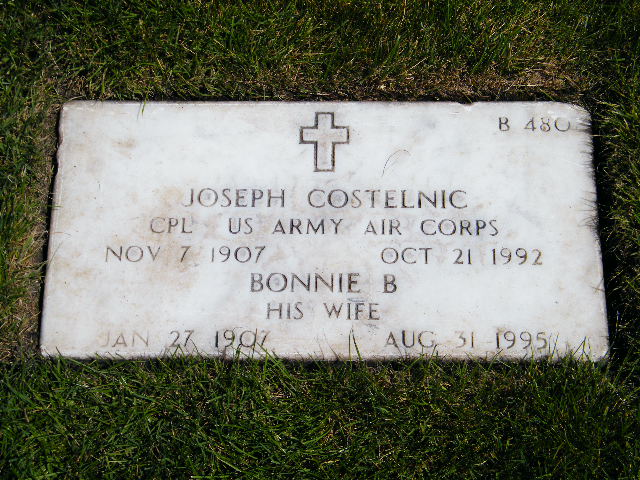 B 480
JOSEPH COSTELNIC
CPL US ARMY AIR CORPS
NOV 7 1907 OCT 21 1992
BONNIE B
HIS WIFE
JAN 27 1907 AUG 31 1995